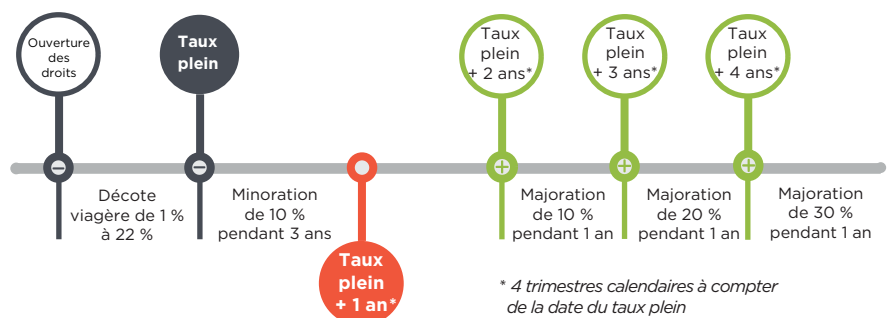 Ouverture
des
droits
Taux
plein
Taux
plein
+ 2 ans*
Taux
plein
+ 3 ans*
Taux
plein
+ 4 ans*
Décote
viagère de 1 %
à 22 %
Minoration
de 10 %
pendant 3 ans
Taux
plein
+ 1 an*
Majoration
de 10 %
pendant 1 an
Majoration
de 20 %
pendant 1 an
Majoration
de 30 %
pendant 1 an
* 4 trimestres calendaires à compter
de la date du taux plein